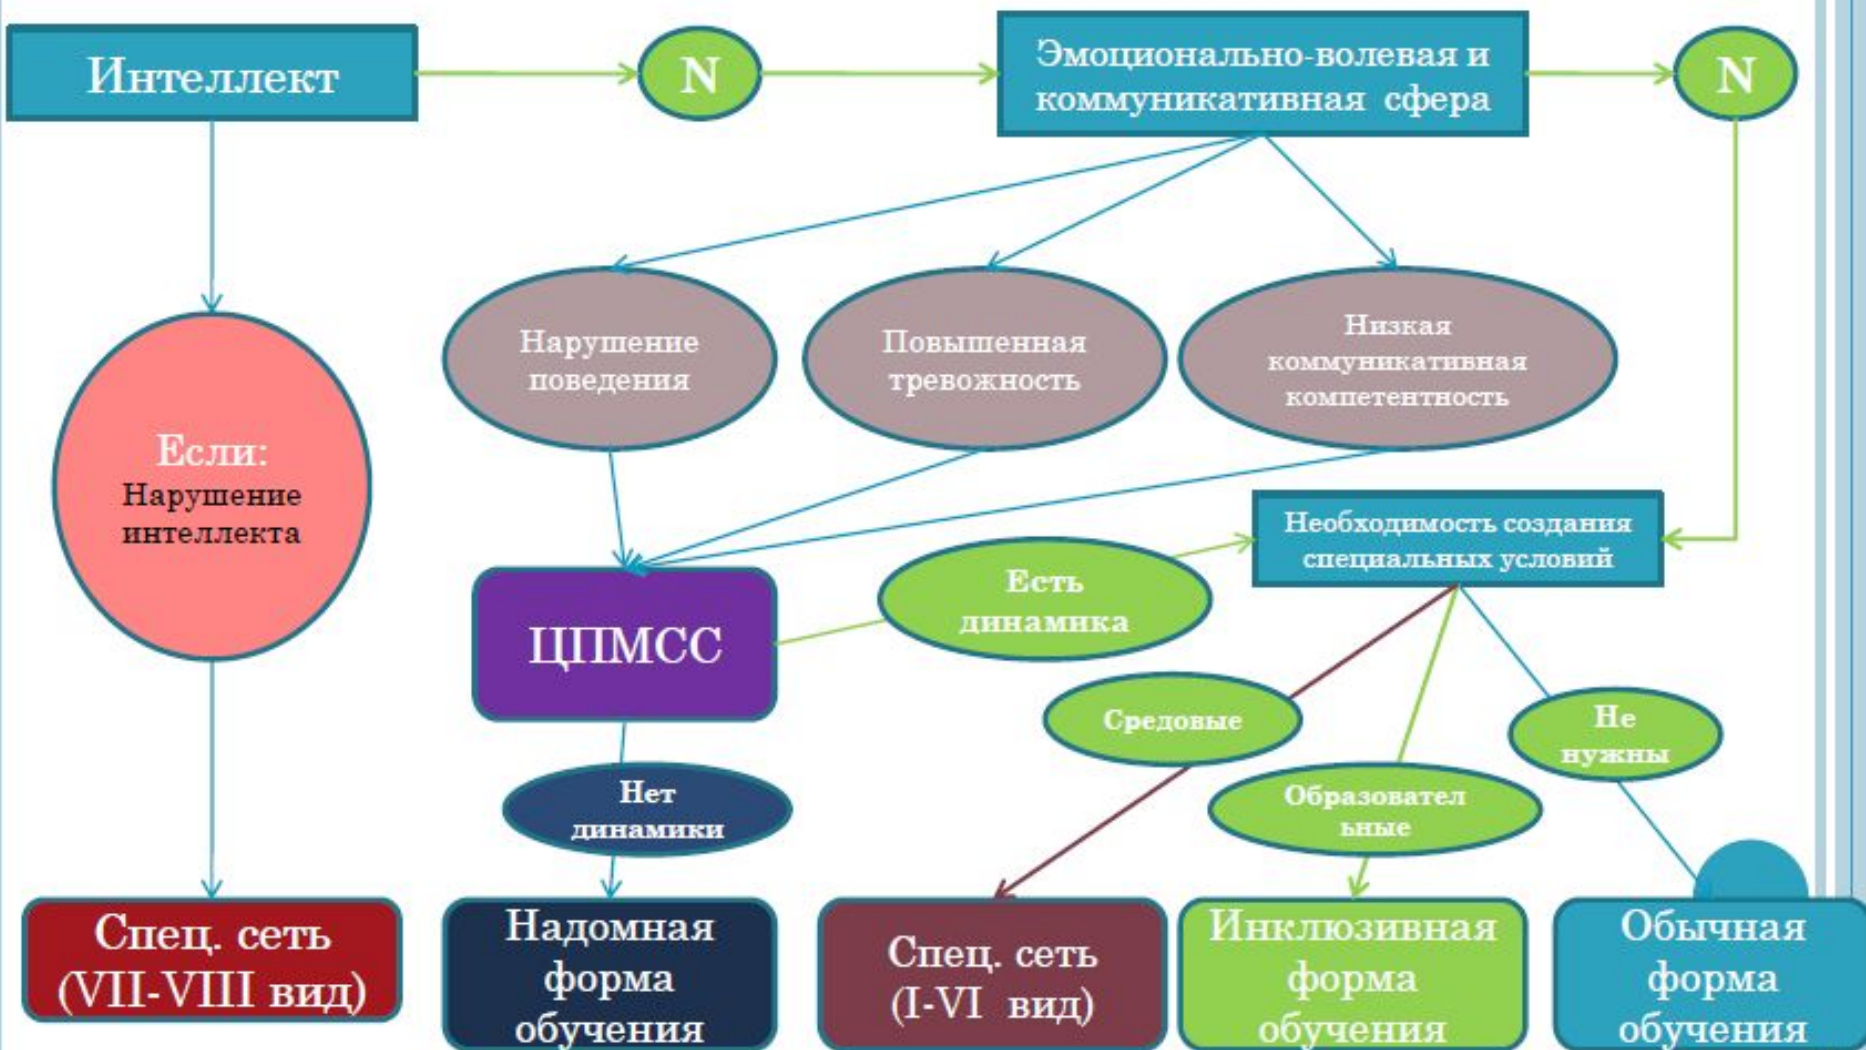 Интеллект
N
Эмоционально-волевая и
коммуникативная сфера
N
Нарушение
поведения
Повышенная
тревожность
Низкая
коммуникативная
компетентность
Если:
Нарушение
интеллекта
Необходимость создания
специальных условий
ЦПМСС
Есть
динамика
Средовые
Не
нужны
Нет
динамики
Образовател
ьные
Спец. сеть
(VII-VIII вид)
Надомная
форма
обучения
Спец. сеть
(I-VI вид)
Инклюзивная
форма
обучения
Обычная
форма
обучения